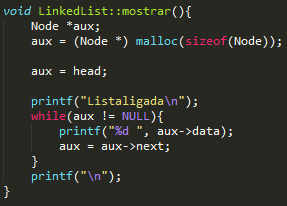 void LinkedList::mostrar(){
Node *aux;
aux = (Node *) malloc(sizeof(Node));
aux = head;
printf("Listaligada\n");
while(aux != NULL){
printf("%d ", aux->data);
aux = aux->next;
}
printf("\n");
}